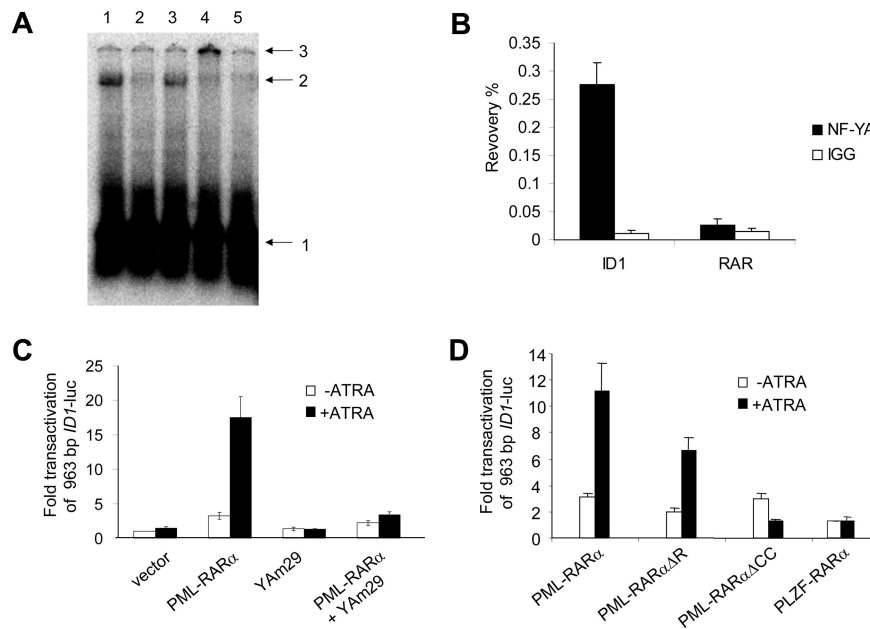 A
1 2 3 4 5
3
2
1
B
Revovery %
0.35
0.3
0.25
0.2
0.15
0.1
0.05
0
ID1
RAR
NF-YA
IGG
C
Fold transactivation
of 963 bp ID1-luc
25
20
15
10
5
0
-ATRA
+ATRA
vector
PML-RARα
YAm29
PML-RARα
+ YAm29
D
Fold transactivation
of 963 bp ID1-luc
14
12
10
8
6
4
2
0
-ATRA
+ATRA
PML-RARα
PML-RARαΔR
PML-RARαΔCC
PLZF-RARα